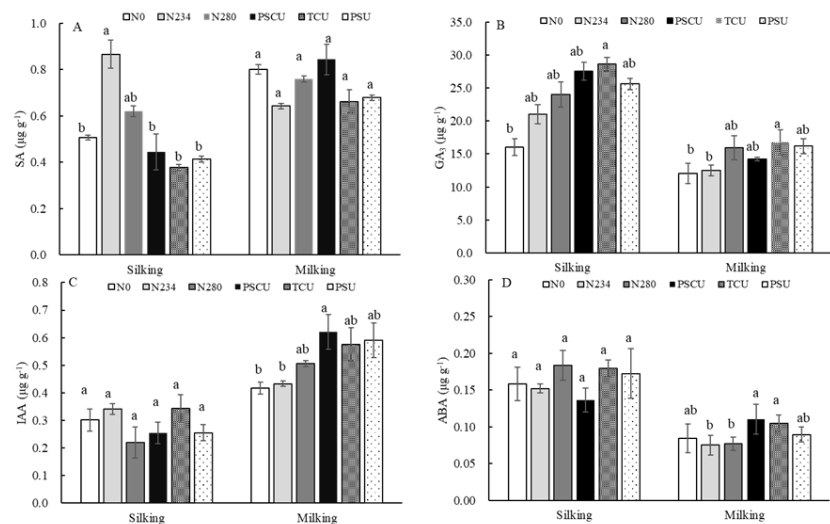 A
N0 N234 N280 PSCU TCU PSU
1.0
0.8
0.6
0.4
0.2
0.0
SA (µg g⁻¹)
b a ab b b b
a a a a a a
Silking Milking
B
N0 N234 N280 PSCU TCU PSU
35.0
30.0
25.0
20.0
15.0
10.0
5.0
0.0
GA₃ (µg g⁻¹)
b ab ab ab a ab
b b ab ab a ab
Silking Milking
C
N0 N234 N280 PSCU TCU PSU
0.8
0.7
0.6
0.5
0.4
0.3
0.2
0.1
0.0
IAA (µg g⁻¹)
a a a a a a
b b ab a ab ab
Silking Milking
D
N0 N234 N280 PSCU TCU PSU
0.30
0.25
0.20
0.15
0.10
0.05
0.00
ABA (µg g⁻¹)
a a a a a a
ab b b a a ab
Silking Milking